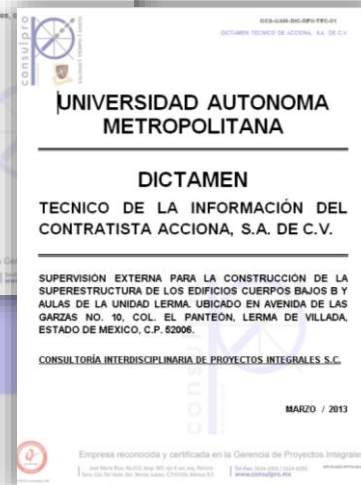 consulpro
DICTAMEN TECNICO DE ACCIONA, S.A. DE C.V.
UNIVERSIDAD AUTONOMA
METROPOLITANA
DICTAMEN
TECNICO DE LA INFORMACIÓN DEL
CONTRATISTA ACCIONA, S.A. DE C.V.
SUPERVISIÓN EXTERNA PARA LA CONSTRUCCIÓN DE LA
SUPERESTRUCTURA DE LOS EDIFICIOS CUERPOS BAJOS B Y
AULAS DE LA UNIDAD LERMA. UBICADO EN AVENIDA DE LAS
GARZAS NO. 10, COL. EL PANTEÓN, LERMA DE VILLADA,
ESTADO DE MEXICO, C.P. 52006.
CONSULTORÍA INTERDISCIPLINARIA DE PROYECTOS INTEGRALES S.C.
MARZO / 2013
Empresa reconocida y certificada en la Gerencia de Proyectos Integrales
www.consulpro.mx